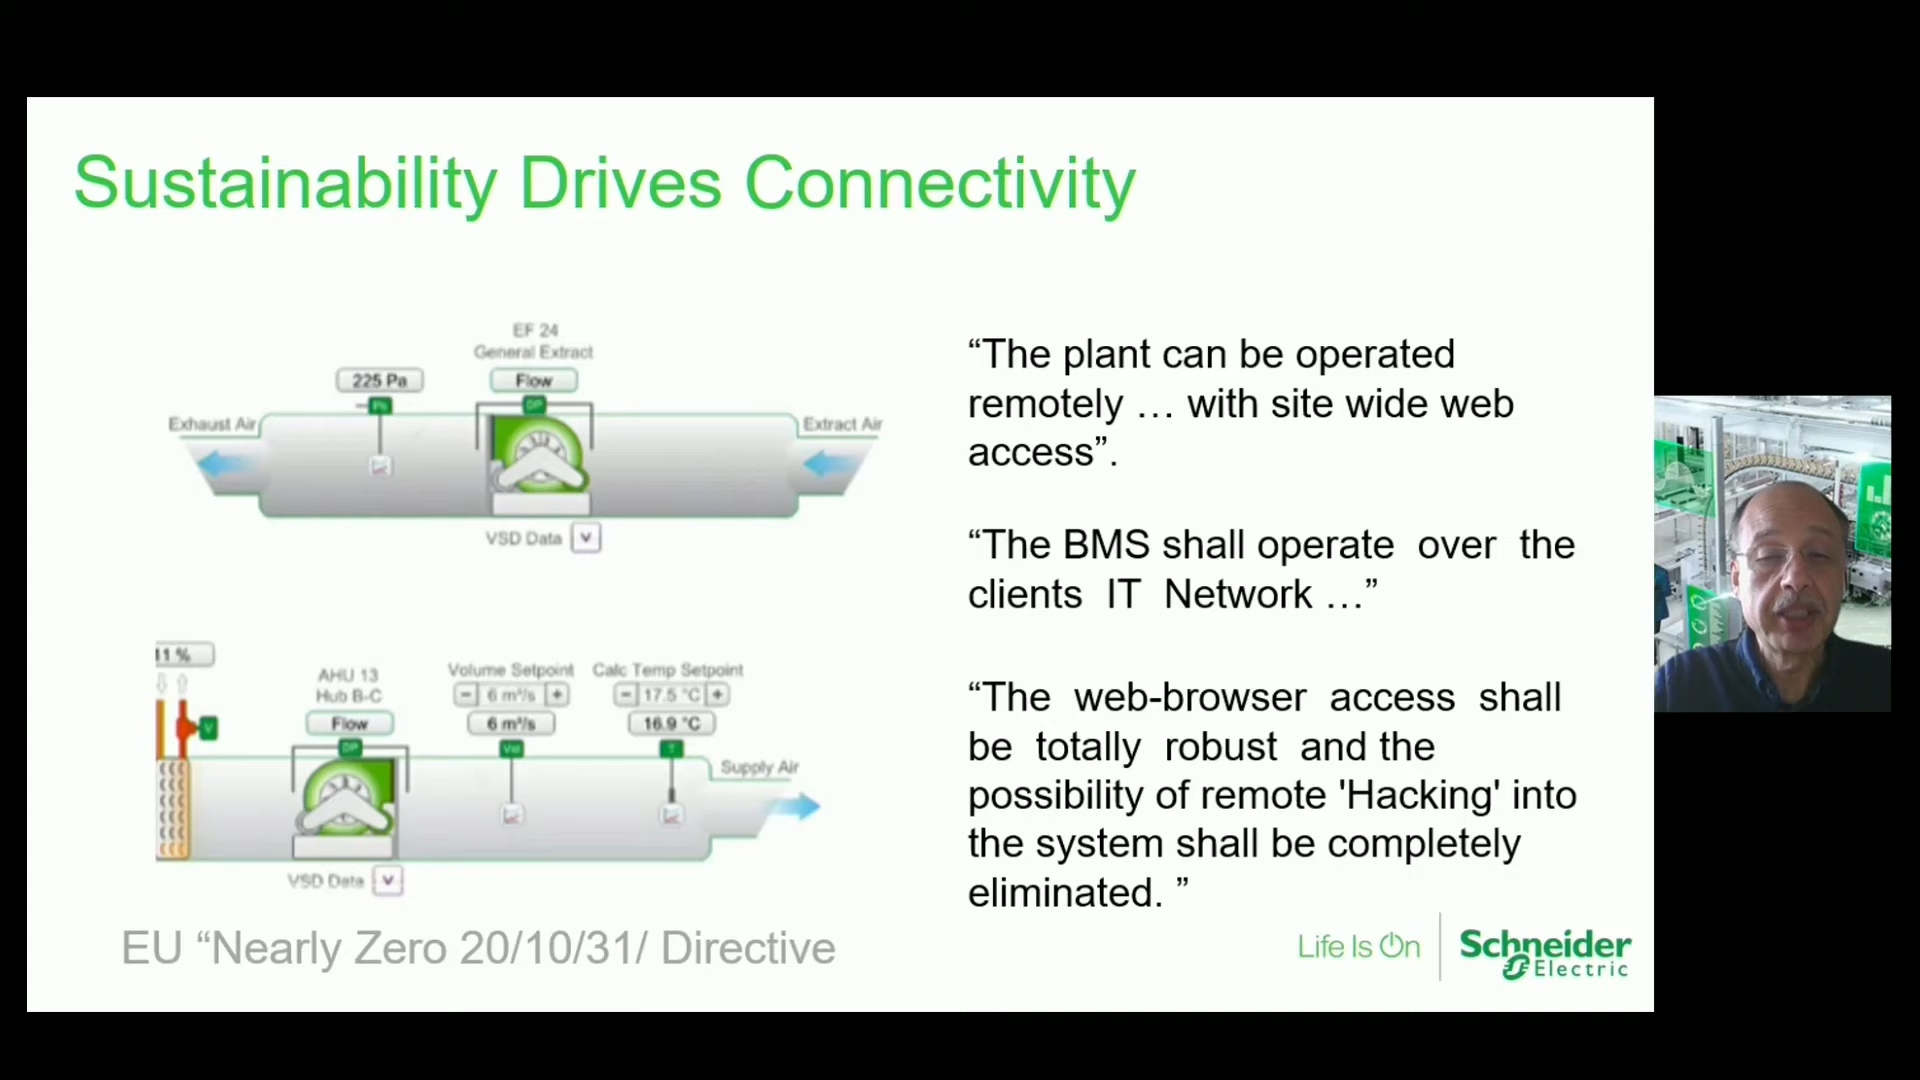 Sustainability Drives Connectivity
EF 24
General Extract
225 Pa
Flow
DP
Exhaust Air
Extract Air
VSD Data
“The plant can be operated
remotely … with site wide web
access”.
“The BMS shall operate over the
clients IT Network …”
“The web-browser access shall
be totally robust and the
possibility of remote 'Hacking' into
the system shall be completely
eliminated. ”
11 %
AHU 13
Hub B-C
Flow
DP
V
Volume Setpoint
- 6 m³/s +
6 m³/s
Vel
Calc Temp Setpoint
- 17.5 °C +
16.9 °C
T
Supply Air
VSD Data
EU “Nearly Zero 20/10/31/ Directive
Life Is On
Schneider
Electric